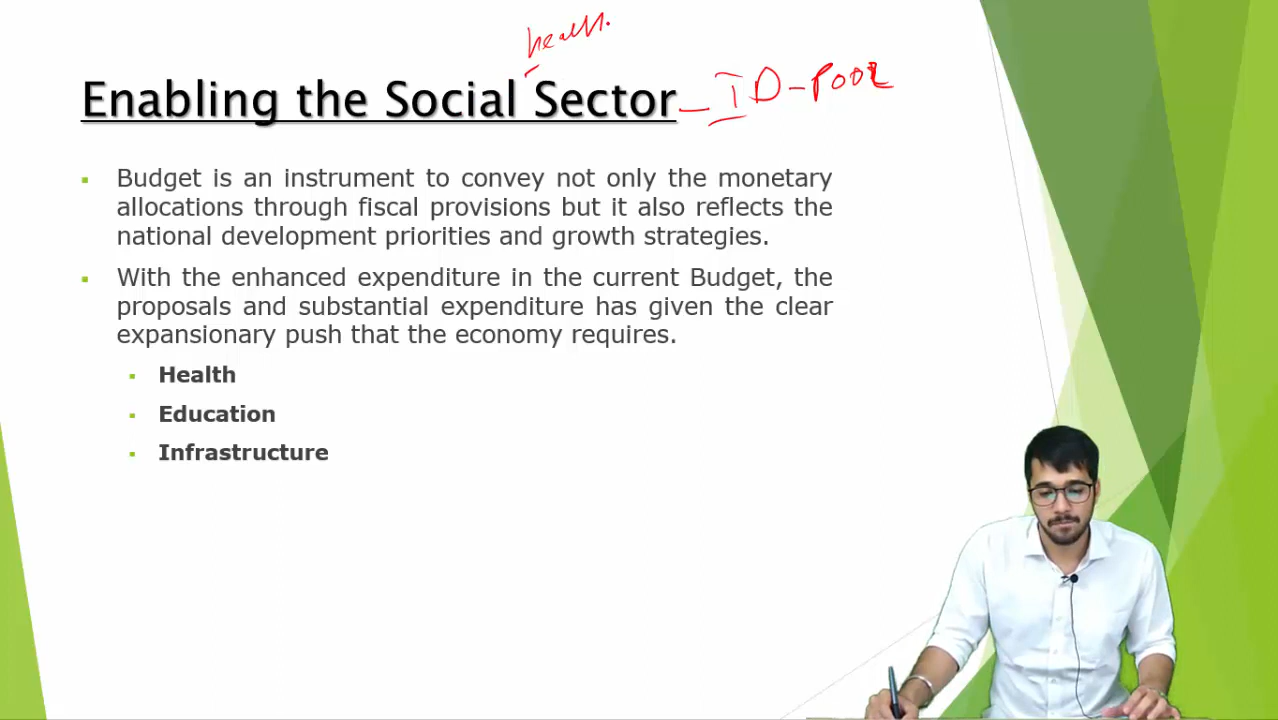 health.
Enabling the Social Sector - ID-Poor
Budget is an instrument to convey not only the monetary
allocations through fiscal provisions but it also reflects the
national development priorities and growth strategies.
With the enhanced expenditure in the current Budget, the
proposals and substantial expenditure has given the clear
expansionary push that the economy requires.
Health
Education
Infrastructure